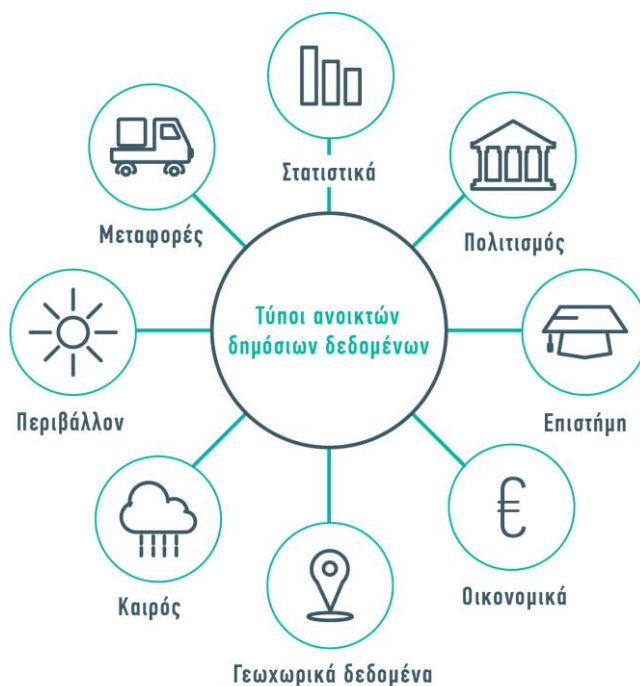 Στατιστικά
Πολιτισμός
Επιστήμη
Οικονομικά
Γεωχωρικά δεδομένα
Καιρός
Περιβάλλον
Μεταφορές
Τύποι ανοικτών
δημόσιων δεδομένων
€